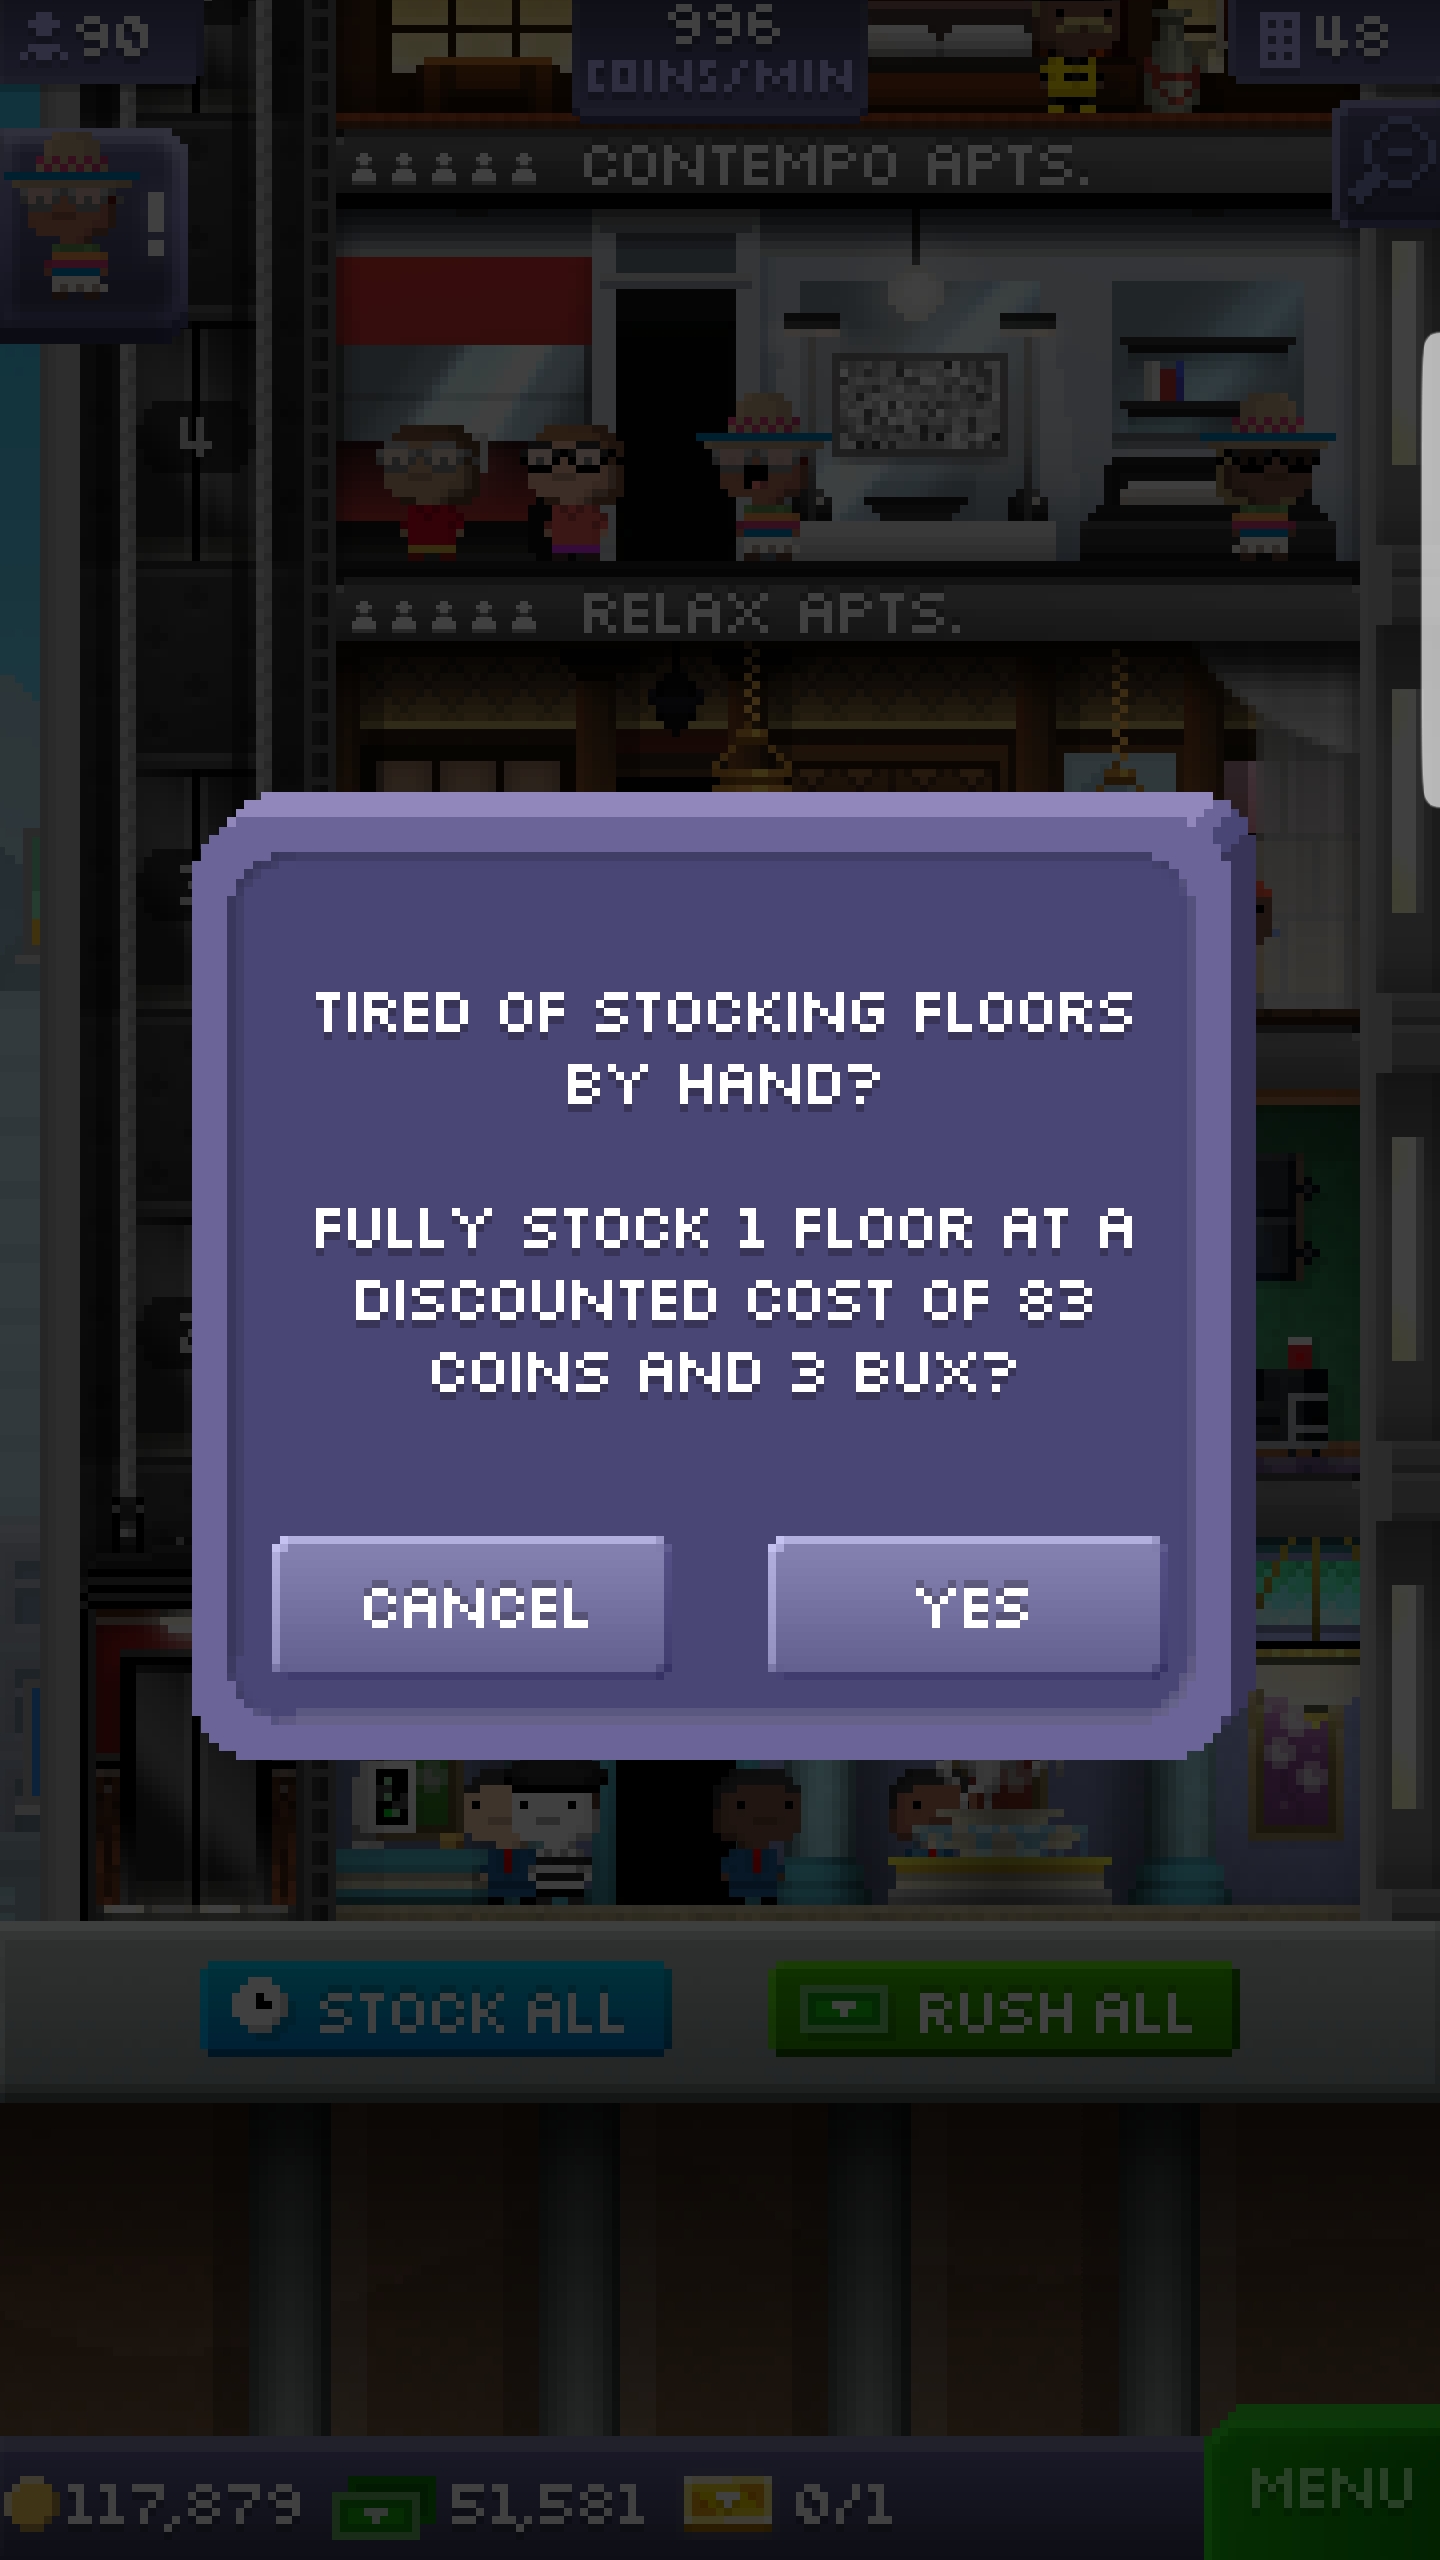 90
996
COINS/MIN
48
!
CONTEMPO APTS.
4
RELAX APTS.
TIRED OF STOCKING FLOORS
BY HAND?
FULLY STOCK 1 FLOOR AT A
DISCOUNTED COST OF 83
COINS AND 3 BUX?
CANCEL
YES
STOCK ALL
RUSH ALL
117,879
51,581
0/1
MENU